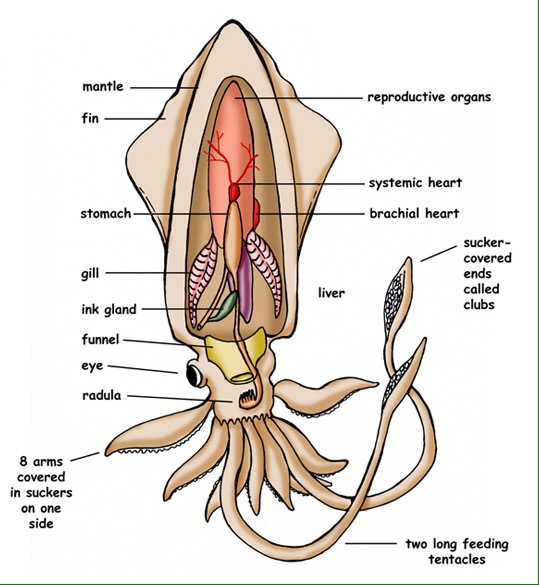 mantle
fin
reproductive organs
systemic heart
stomach
brachial heart
sucker-
covered
ends
called
clubs
gill
liver
ink gland
funnel
eye
radula
8 arms
covered
in suckers
on one
side
two long feeding
tentacles